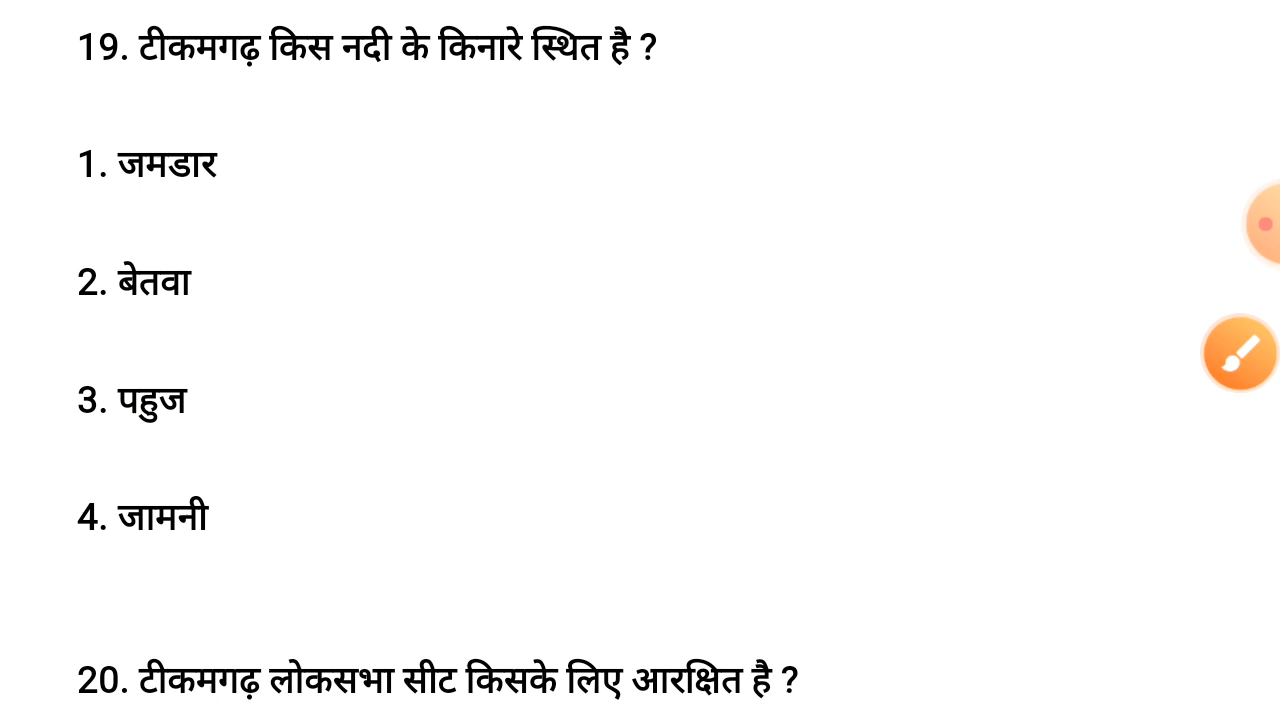 19. टीकमगढ़ किस नदी के किनारे स्थित है ?
1. जमडार
2. बेतवा
3. पहुज
4. जामनी
20. टीकमगढ़ लोकसभा सीट किसके लिए आरक्षित है ?